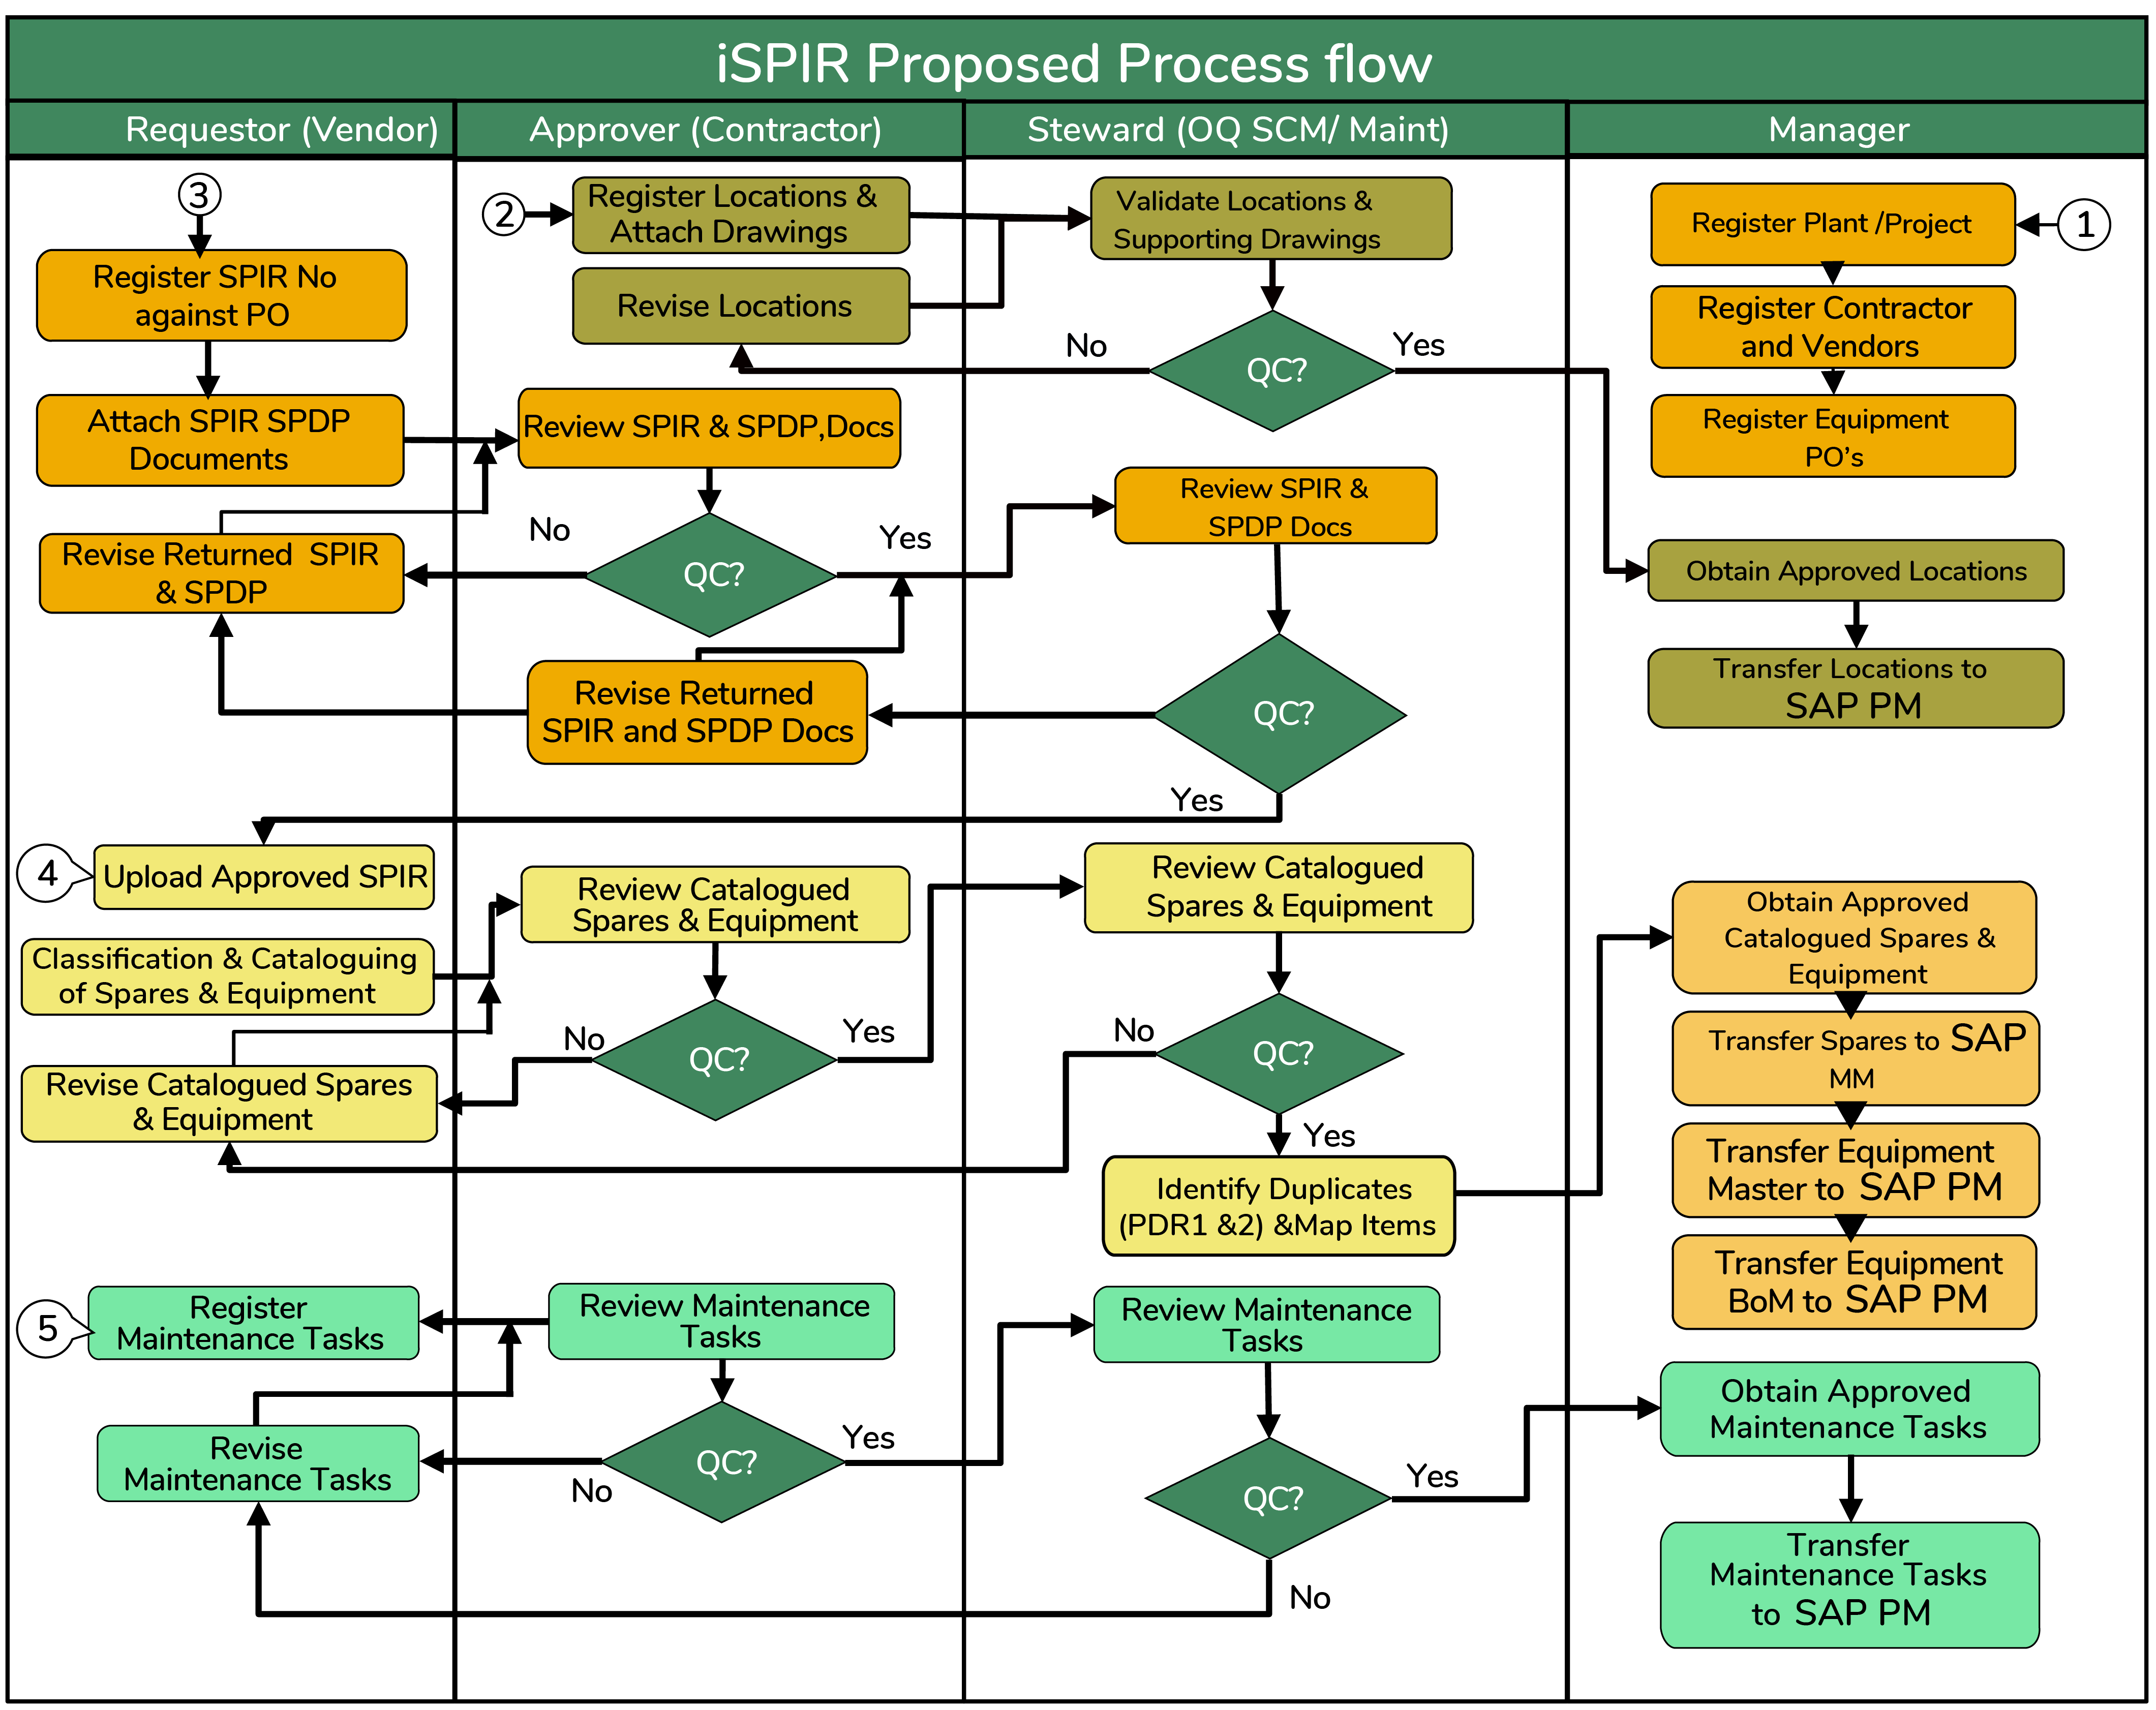 iSPIR Proposed Process flow
Requestor (Vendor)
Approver (Contractor)
Steward (OQ SCM/ Maint)
Manager
3
Register SPIR No
against PO
Attach SPIR SPDP
Documents
Revise Returned SPIR
& SPDP
4
Upload Approved SPIR
Classification & Cataloguing
of Spares & Equipment
Revise Catalogued Spares
& Equipment
5
Register
Maintenance Tasks
Revise
Maintenance Tasks
2
Register Locations &
Attach Drawings
Revise Locations
Review SPIR & SPDP,Docs
No
QC?
Yes
Revise Returned
SPIR and SPDP Docs
Review Catalogued
Spares & Equipment
No
QC?
Yes
Review Maintenance
Tasks
QC?
Yes
No
Validate Locations &
Supporting Drawings
No
QC?
Yes
Review SPIR &
SPDP Docs
QC?
Yes
Review Catalogued
Spares & Equipment
No
QC?
Yes
Identify Duplicates
(PDR1 &2) &Map Items
Review Maintenance
Tasks
QC?
Yes
No
Register Plant /Project
1
Register Contractor
and Vendors
Register Equipment
PO's
Obtain Approved Locations
Transfer Locations to
SAP PM
Obtain Approved
Catalogued Spares &
Equipment
Transfer Spares to SAP
MM
Transfer Equipment
Master to SAP PM
Transfer Equipment
BoM to SAP PM
Obtain Approved
Maintenance Tasks
Transfer
Maintenance Tasks
to SAP PM